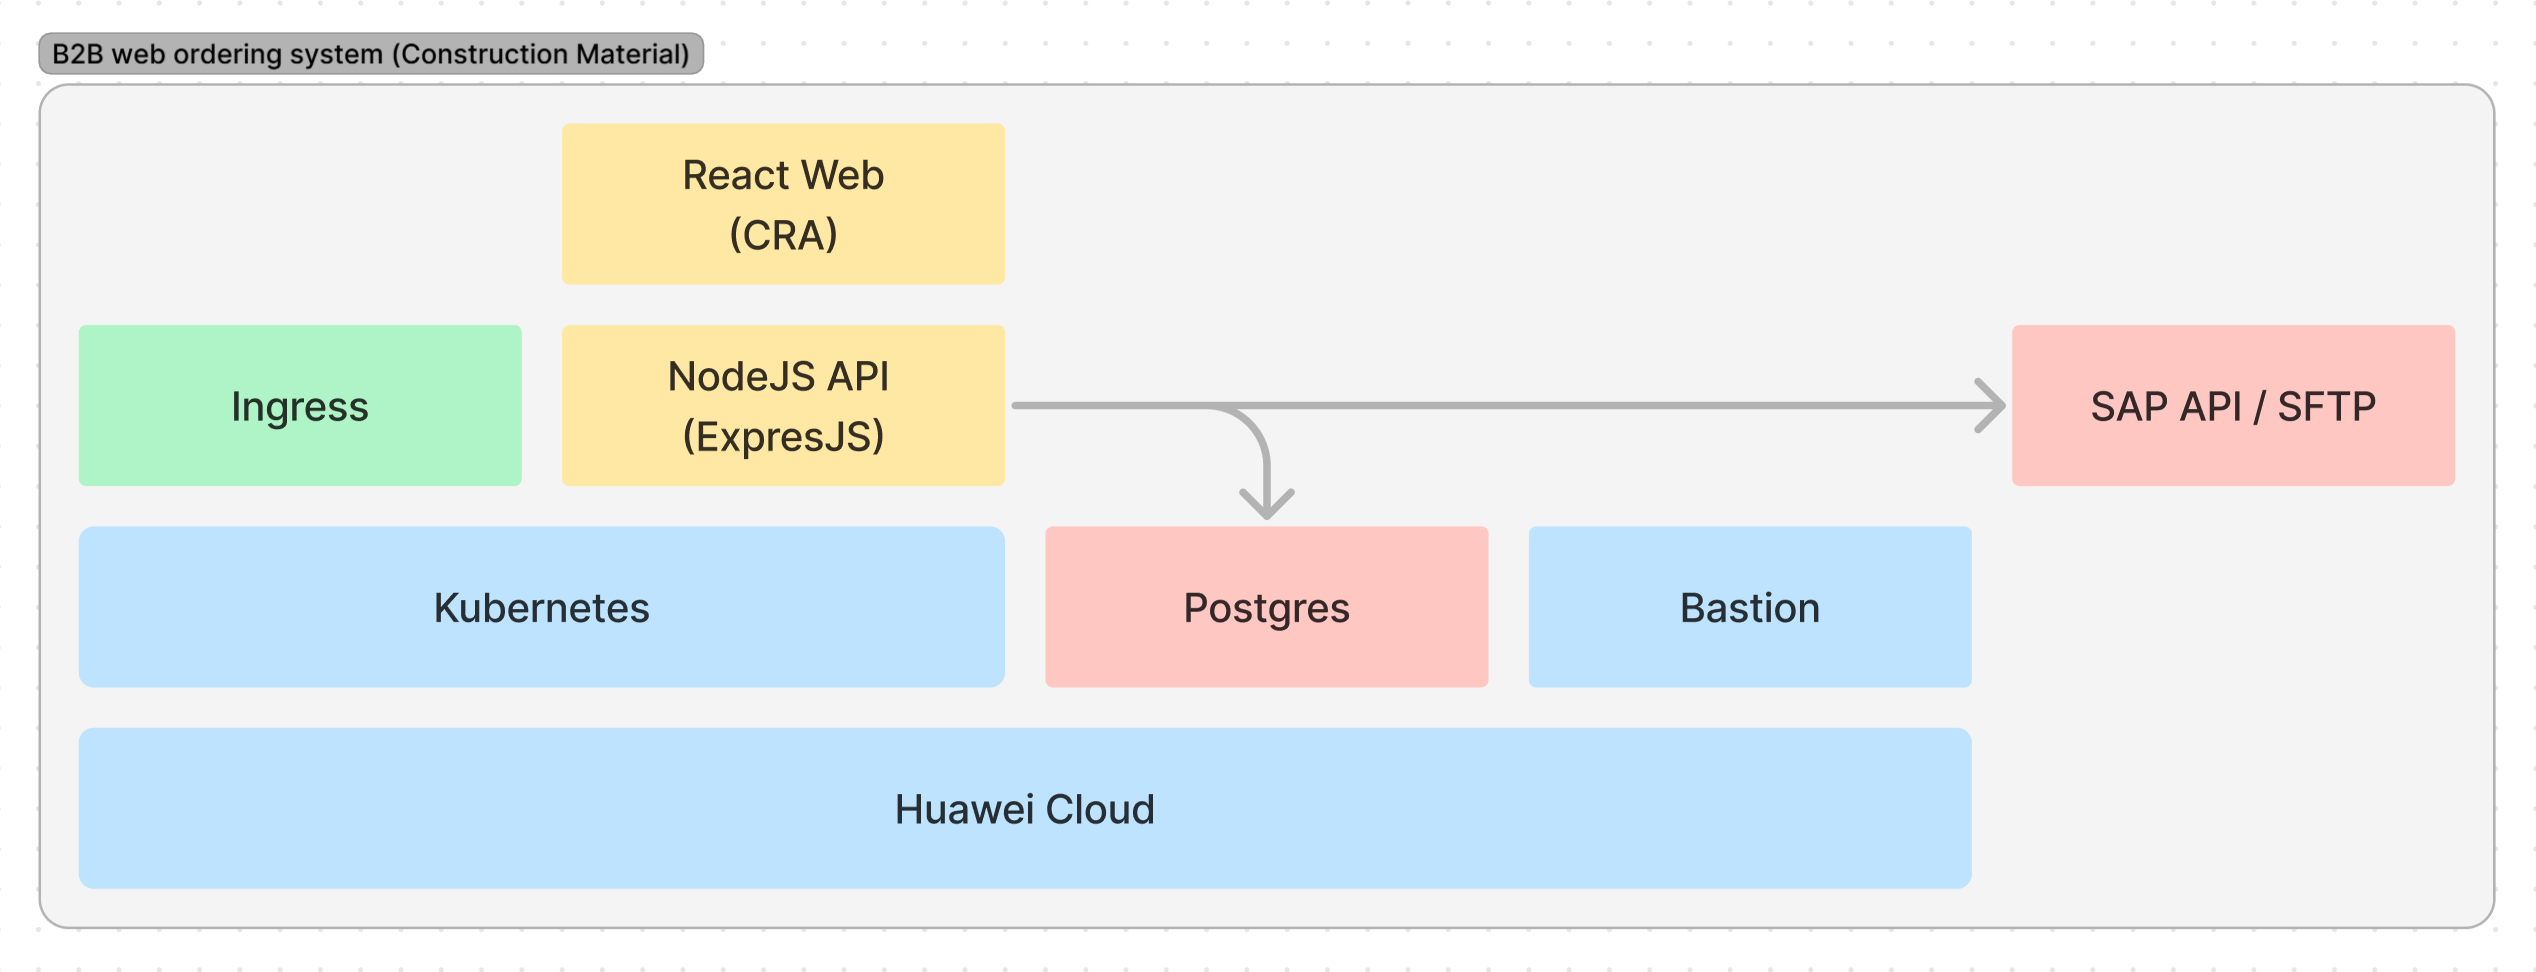 B2B web ordering system (Construction Material)
React Web
(CRA)
Ingress
NodeJS API
(ExpresJS)
SAP API / SFTP
Kubernetes
Postgres
Bastion
Huawei Cloud